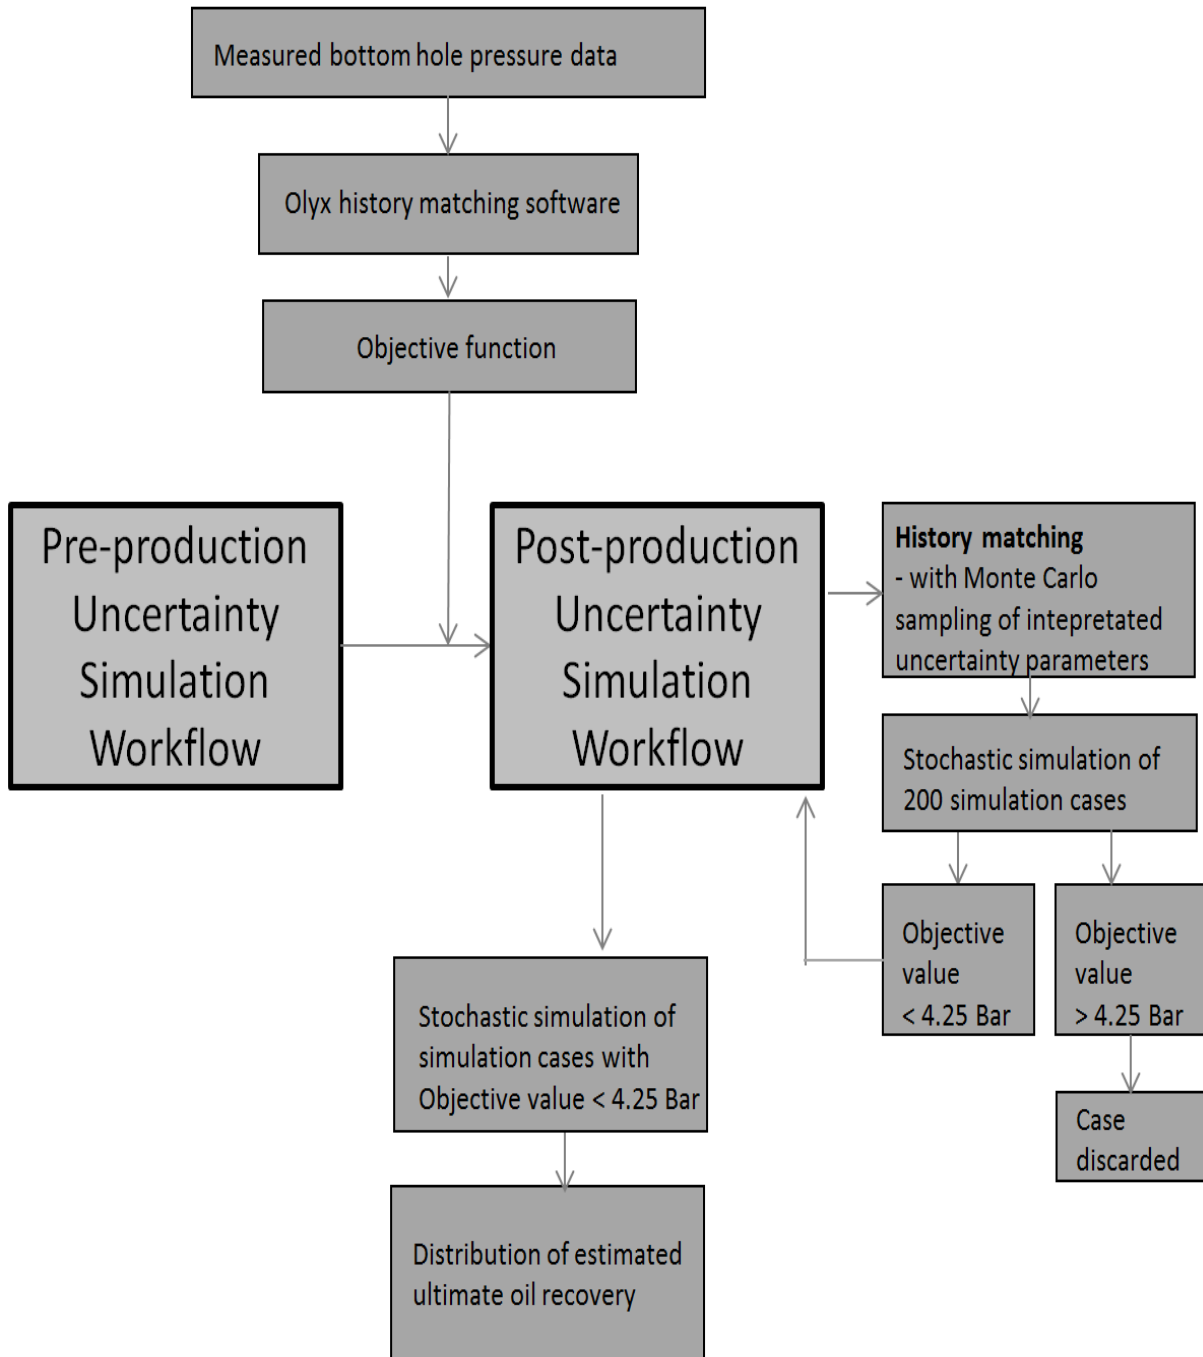 Measured bottom hole pressure data
Olyx history matching software
Objective function
Pre-production
Uncertainty
Simulation
Workflow
Post-production
Uncertainty
Simulation
Workflow
History matching
- with Monte Carlo
sampling of intepretated
uncertainty parameters
Stochastic simulation of
200 simulation cases
Objective
value
< 4.25 Bar
Objective
value
> 4.25 Bar
Case
discarded
Stochastic simulation of
simulation cases with
Objective value < 4.25 Bar
Distribution of estimated
ultimate oil recovery